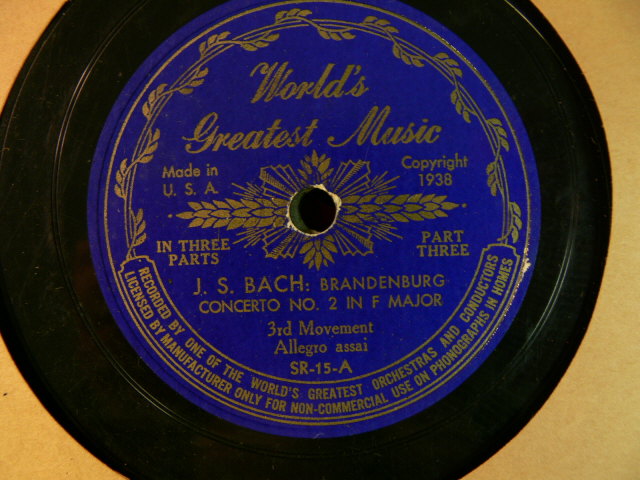 World's
Greatest Music
Made in
U. S. A.
Copyright
1938
IN THREE
PARTS
PART
THREE
J. S. BACH: BRANDENBURG
CONCERTO NO. 2 IN F MAJOR
3rd Movement
Allegro assai
SR-15-A
RECORDED BY ONE OF THE WORLD'S GREATEST ORCHESTRAS AND CONDUCTORS
LICENSED BY MANUFACTURER ONLY FOR NON-COMMERCIAL USE ON PHONOGRAPHS IN HOMES